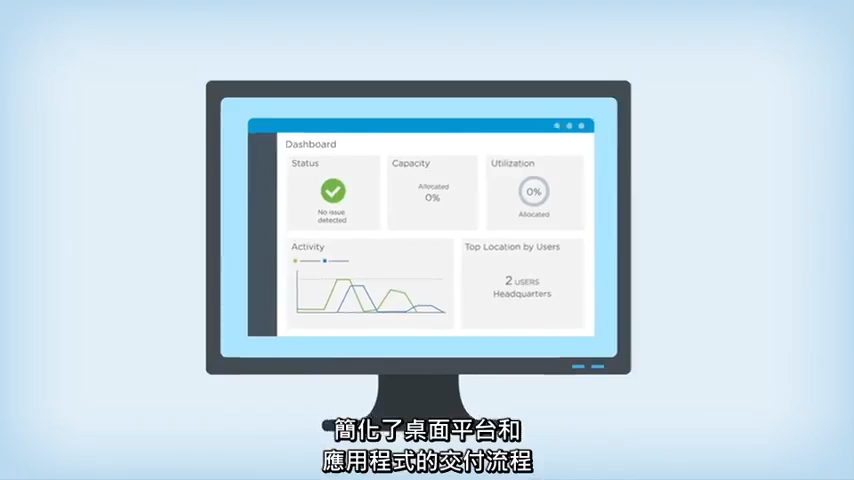 Dashboard
Status
Capacity
Utilization
Allocated
0%
0%
No issue
detected
Allocated
Activity
Top Location by Users
2 USERS
Headquarters
簡化了桌面平台和
應用程式的交付流程